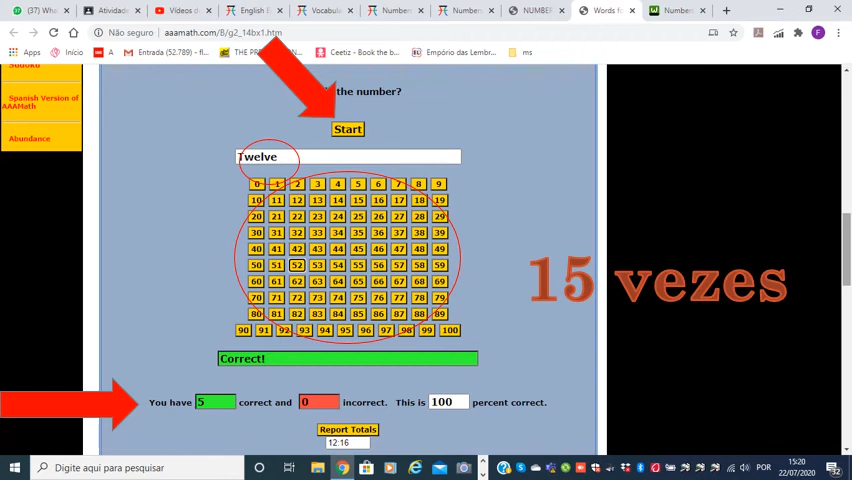 (37) Wha
Atividade
Vídeos d
English E
Vocabula
Number
Number
NUMBER
Words fo
Number
Não seguro
aaamath.com/B/g2_14bx1.htm
Apps
Início
A
Entrada (52.789) - f
THE PRE
Ceetiz - Book the b
Empório das Lembr
ms
Sudoku
Spanish Version of
AAAMath
Abundance
the number?
Start
Twelve
0 1 2 3 4 5 6 7 8 9
10 11 12 13 14 15 16 17 18 19
20 21 22 23 24 25 26 27 28 29
30 31 32 33 34 35 36 37 38 39
40 41 42 43 44 45 46 47 48 49
50 51 52 53 54 55 56 57 58 59
60 61 62 63 64 65 66 67 68 69
70 71 72 73 74 75 76 77 78 79
80 81 82 83 84 85 86 87 88 89
90 91 92 93 94 95 96 97 98 99 100
15 vezes
Correct!
You have 5 correct and 0 incorrect. This is 100 percent correct.
Report Totals
12:16
Digite aqui para pesquisar
POR
15:20
22/07/2020
32